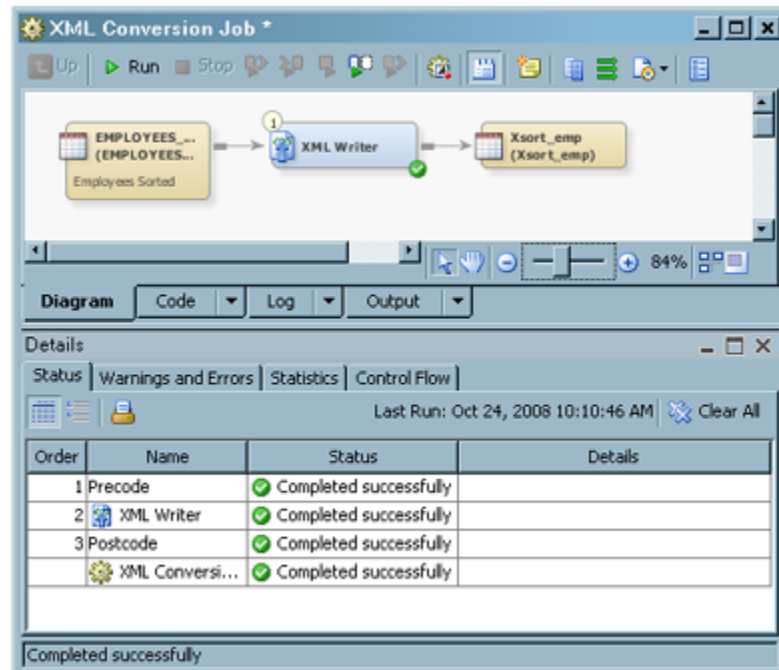 XML Conversion Job *
Up Run Stop
EMPLOYEES_...
(EMPLOYEES...
Employees Sorted
1
XML Writer
Xsort_emp
(Xsort_emp)
84%
Diagram Code Log Output
Details
Status Warnings and Errors Statistics Control Flow
Last Run: Oct 24, 2008 10:10:46 AM Clear All
Order Name Status Details
1 Precode Completed successfully
2 XML Writer Completed successfully
3 Postcode Completed successfully
XML Conversi... Completed successfully
Completed successfully